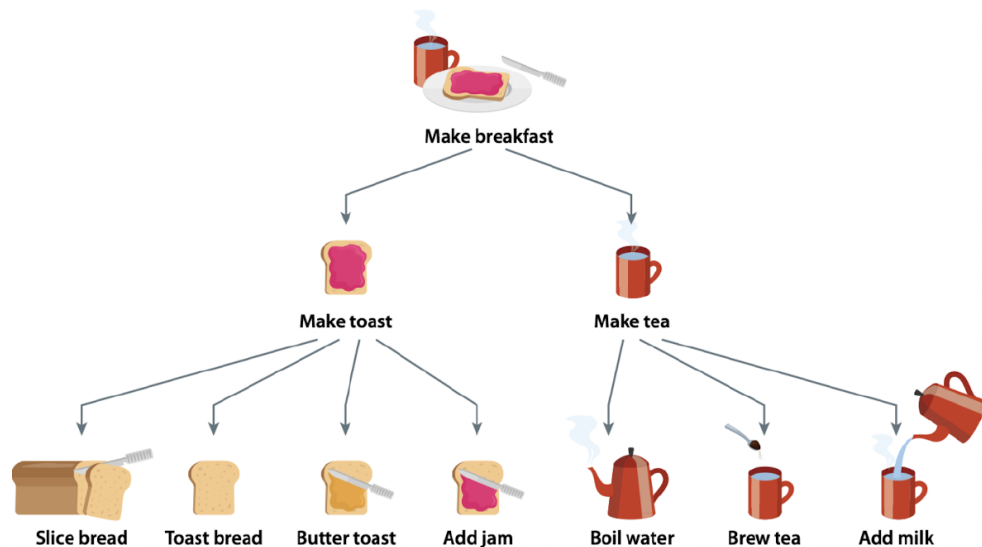 Make breakfast
Make toast
Make tea
Slice bread
Toast bread
Butter toast
Add jam
Boil water
Brew tea
Add milk